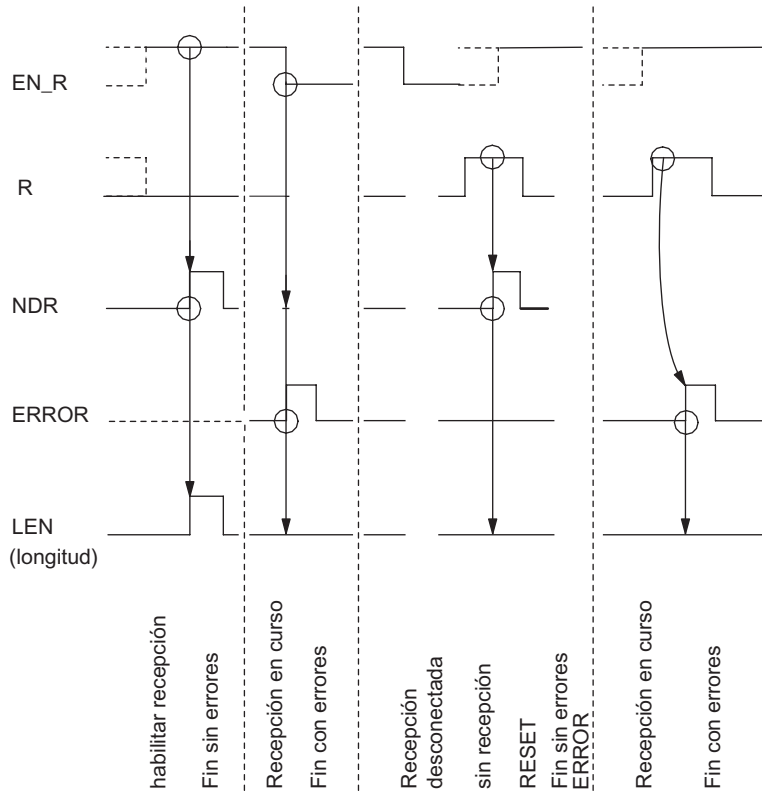 EN_R
R
NDR
ERROR
LEN
(longitud)
habilitar recepción
Fin sin errores
Recepción en curso
Fin con errores
Recepción
desconectada
sin recepción
RESET
Fin sin errores
ERROR
Recepción en curso
Fin con errores